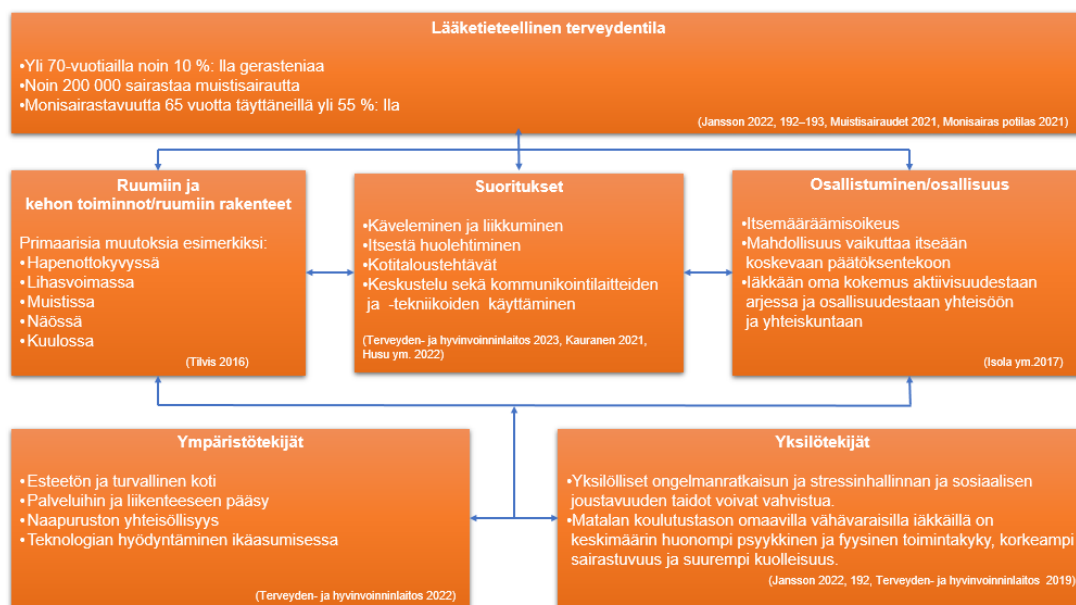 Lääketieteellinen terveydentila
•Yli 70-vuotiailla noin 10 %: lla gerasteniaa
•Noin 200 000 sairastaa muistisairautta
•Monisairastavuutta 65 vuotta täyttäneillä yli 55 %: lla
(Jansson 2022, 192–193, Muistisairaudet 2021, Monisairas potilas 2021)
Ruumiin ja
kehon toiminnot/ruumiin rakenteet
Primaarisia muutoksia esimerkiksi:
•Hapenottokyvyssä
•Lihasvoimassa
•Muistissa
•Näössä
•Kuulossa
(Tilvis 2016)
Suoritukset
•Käveleminen ja liikkuminen
•Itsestä huolehtiminen
•Kotitaloustehtävät
•Keskustelu sekä kommunikointilaitteiden
ja -tekniikoiden käyttäminen
(Terveyden- ja hyvinvoinninlaitos 2023, Kauranen 2021,
Husu ym. 2022)
Osallistuminen/osallisuus
•Itsemääräämisoikeus
•Mahdollisuus vaikuttaa itseään
koskevaan päätöksentekoon
•Iäkkään oma kokemus aktiivisuudestaan
arjessa ja osallisuudestaan yhteisöön
ja yhteiskuntaan
(Isola ym.2017)
Ympäristötekijät
•Esteetön ja turvallinen koti
•Palveluihin ja liikenteeseen pääsy
•Naapuruston yhteisöllisyys
•Teknologian hyödyntäminen ikäasumisessa
(Terveyden- ja hyvinvoinninlaitos 2022)
Yksilötekijät
•Yksilölliset ongelmanratkaisun ja stressinhallinnan ja sosiaalisen
joustavuuden taidot voivat vahvistua.
•Matalan koulutustason omaavilla vähävaraisilla iäkkäillä on
keskimäärin huonompi psyykkinen ja fyysinen toimintakyky, korkeampi
sairastuvuus ja suurempi kuolleisuus.
(Jansson 2022, 192, Terveyden- ja hyvinvoinninlaitos 2019)